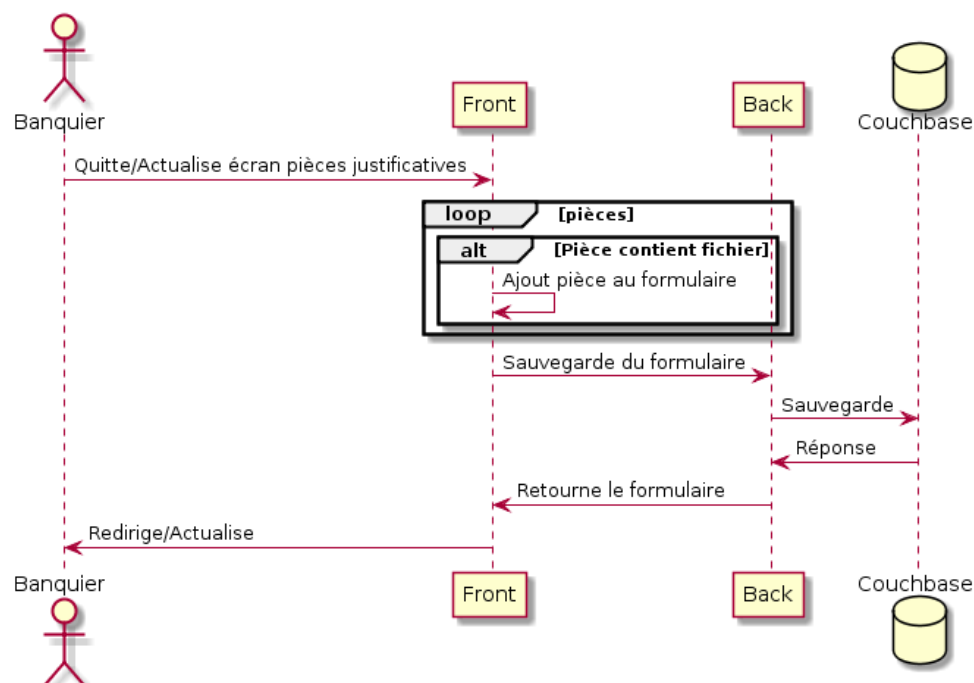 Banquier
Front
Back
Couchbase
Quitte/Actualise écran pièces justificatives
loop [pièces]
alt [Pièce contient fichier]
Ajout pièce au formulaire
Sauvegarde du formulaire
Sauvegarde
Réponse
Retourne le formulaire
Redirige/Actualise
Banquier
Front
Back
Couchbase